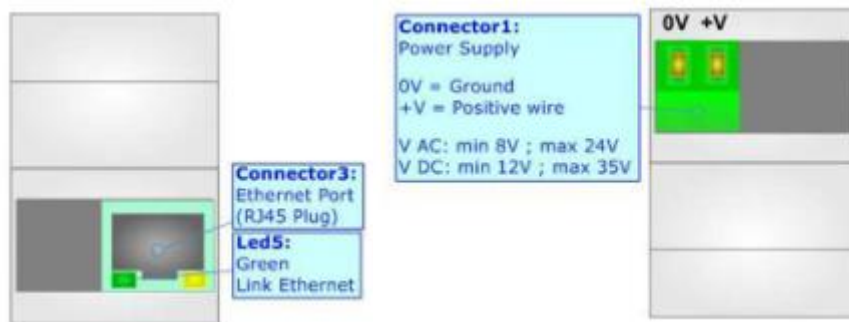 Connector3:
Ethernet Port
(RJ45 Plug)
Led5:
Green
Link Ethernet
Connector1:
Power Supply
0V = Ground
+V = Positive wire
V AC: min 8V ; max 24V
V DC: min 12V ; max 35V
0V +V